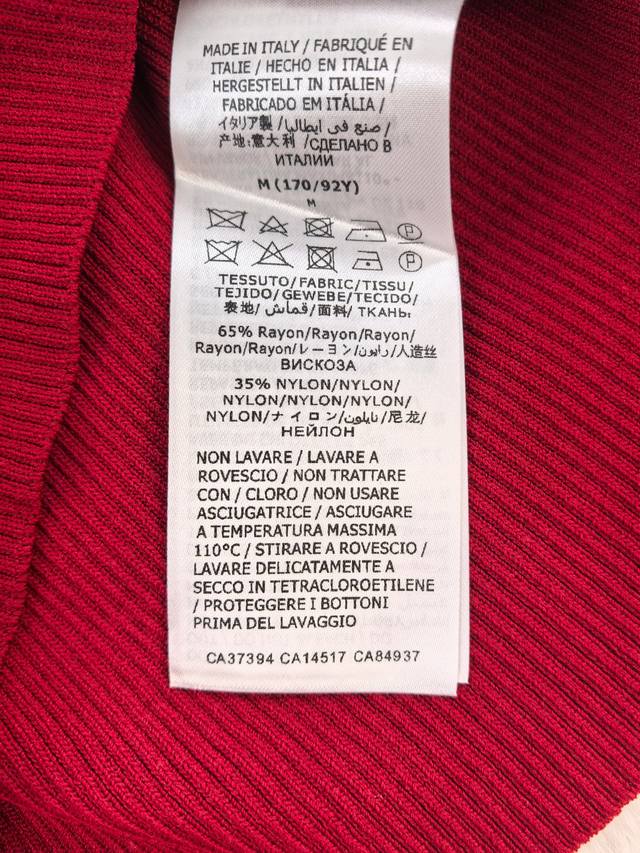 MADE IN ITALY / FABRIQUÉ EN
ITALIE / HECHO EN ITALIA /
HERGESTELLT IN ITALIEN /
FABRICADO EM ITÁLIA /
イタリア製 / صنع في ايطاليا /
产地:意大利 /СДЕЛАНО В
ИТАЛИИ
M (170/92Y)
M
P
P
TESSUTO/FABRIC/TISSU/
TEJIDO/GEWEBE/TECIDO/
表地/قماش/面料/ ТКАНЬ:
65% Rayon/Rayon/Rayon/
Rayon/Rayon/レーヨン/رايون/人造丝
ВИСКОЗА
35% NYLON/NYLON/
NYLON/NYLON/NYLON/
NYLON/ナイロン/نايلون/尼龙/
НЕЙЛОН
NON LAVARE / LAVARE A
ROVESCIO / NON TRATTARE
CON / CLORO / NON USARE
ASCIUGATRICE / ASCIUGARE
A TEMPERATURA MASSIMA
110°C / STIRARE A ROVESCIO /
LAVARE DELICATAMENTE A
SECCO IN TETRACLOROETILENE
/ PROTEGGERE I BOTTONI
PRIMA DEL LAVAGGIO
CA37394 CA14517 CA84937